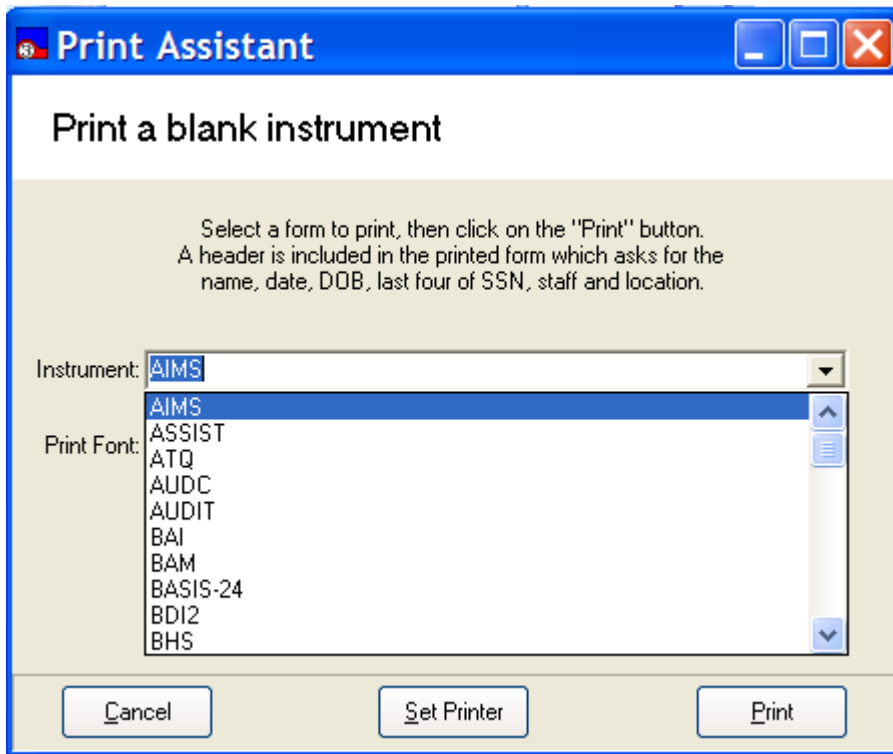 Print Assistant
Print a blank instrument
Select a form to print, then click on the "Print" button.
A header is included in the printed form which asks for the
name, date, DOB, last four of SSN, staff and location.
Instrument: AIMS
AIMS
Print Font:
ASSIST
ATQ
AUDC
AUDIT
BAI
BAM
BASIS-24
BDI2
BHS
Cancel Set Printer Print